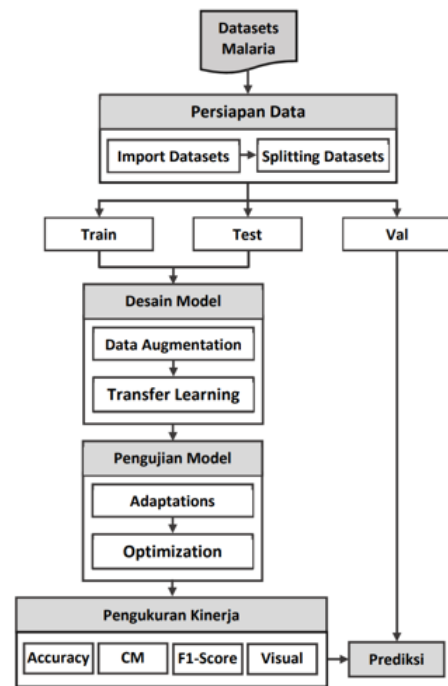 Datasets
Malaria
Persiapan Data
Import Datasets
Splitting Datasets
Train
Test
Val
Desain Model
Data Augmentation
Transfer Learning
Pengujian Model
Adaptations
Optimization
Pengukuran Kinerja
Accuracy
CM
F1-Score
Visual
Prediksi